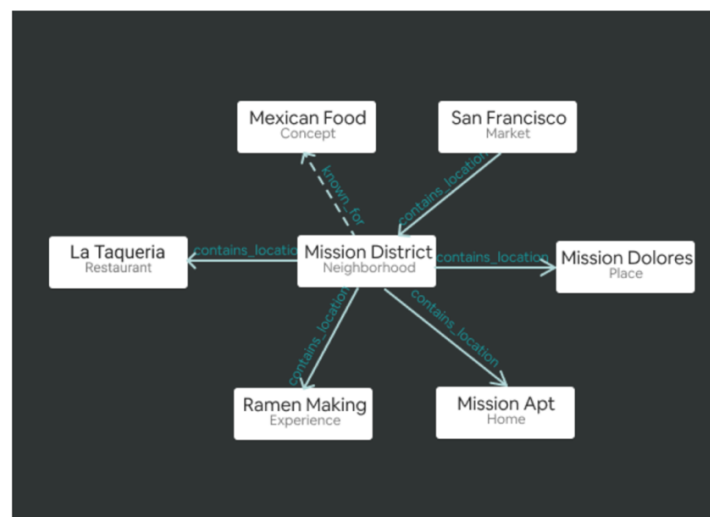 Mexican Food
Concept
San Francisco
Market
known_for
contains_location
La Taqueria
Restaurant
contains_locatio
Mission District
Neighborhood
contains_location
Mission Dolores
Place
contains_location
contains_location
Ramen Making
Experience
Mission Apt
Home